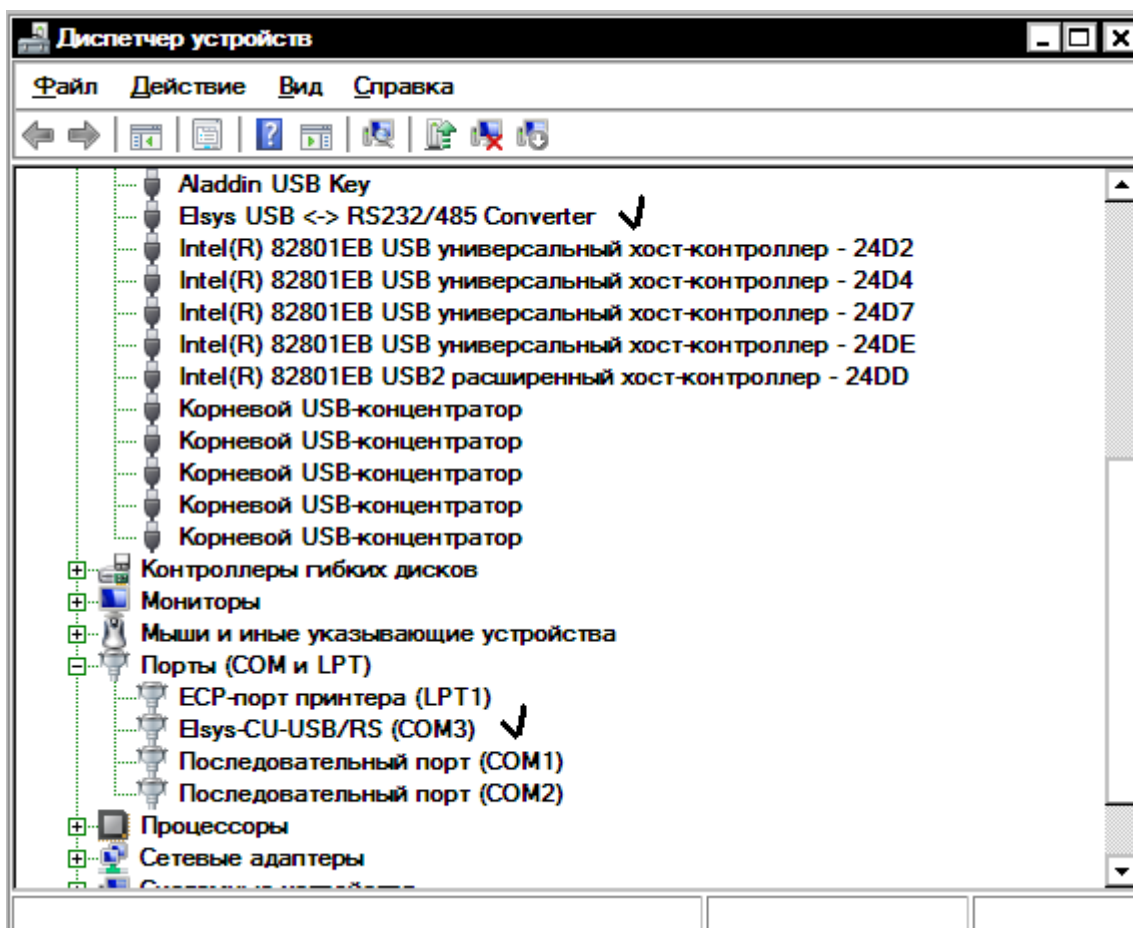 Диспетчер устройств
Файл Действие Вид Справка
Aladdin USB Key
Elsys USB <-> RS232/485 Converter
Intel(R) 82801EB USB универсальный хост-контроллер - 24D2
Intel(R) 82801EB USB универсальный хост-контроллер - 24D4
Intel(R) 82801EB USB универсальный хост-контроллер - 24D7
Intel(R) 82801EB USB универсальный хост-контроллер - 24DE
Intel(R) 82801EB USB2 расширенный хост-контроллер - 24DD
Корневой USB-концентратор
Корневой USB-концентратор
Корневой USB-концентратор
Корневой USB-концентратор
Корневой USB-концентратор
Контроллеры гибких дисков
Мониторы
Мыши и иные указывающие устройства
Порты (COM и LPT)
ECP-порт принтера (LPT1)
Elsys-CU-USB/RS (COM3)
Последовательный порт (COM1)
Последовательный порт (COM2)
Процессоры
Сетевые адаптеры